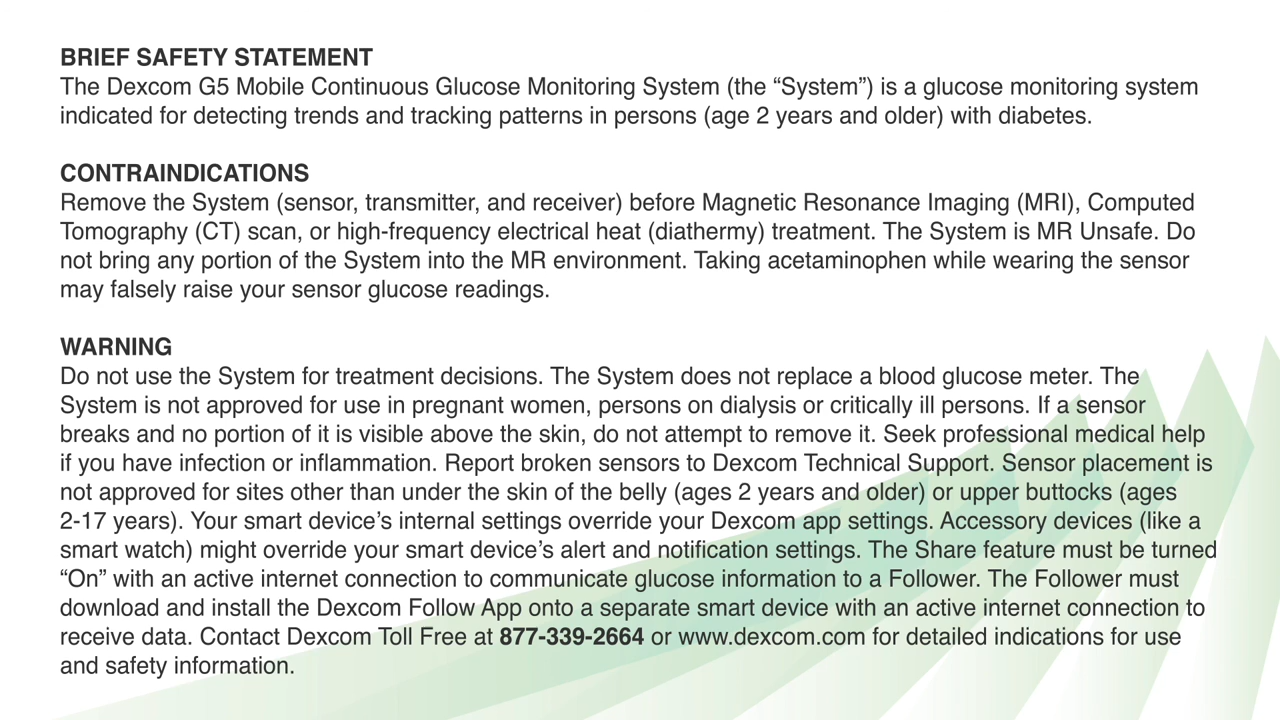 BRIEF SAFETY STATEMENT
The Dexcom G5 Mobile Continuous Glucose Monitoring System (the “System”) is a glucose monitoring system
indicated for detecting trends and tracking patterns in persons (age 2 years and older) with diabetes.
CONTRAINDICATIONS
Remove the System (sensor, transmitter, and receiver) before Magnetic Resonance Imaging (MRI), Computed
Tomography (CT) scan, or high-frequency electrical heat (diathermy) treatment. The System is MR Unsafe. Do
not bring any portion of the System into the MR environment. Taking acetaminophen while wearing the sensor
may falsely raise your sensor glucose readings.
WARNING
Do not use the System for treatment decisions. The System does not replace a blood glucose meter. The
System is not approved for use in pregnant women, persons on dialysis or critically ill persons. If a sensor
breaks and no portion of it is visible above the skin, do not attempt to remove it. Seek professional medical help
if you have infection or inflammation. Report broken sensors to Dexcom Technical Support. Sensor placement is
not approved for sites other than under the skin of the belly (ages 2 years and older) or upper buttocks (ages
2-17 years). Your smart device’s internal settings override your Dexcom app settings. Accessory devices (like a
smart watch) might override your smart device’s alert and notification settings. The Share feature must be turned
“On” with an active internet connection to communicate glucose information to a Follower. The Follower must
download and install the Dexcom Follow App onto a separate smart device with an active internet connection to
receive data. Contact Dexcom Toll Free at 877-339-2664 or www.dexcom.com for detailed indications for use
and safety information.